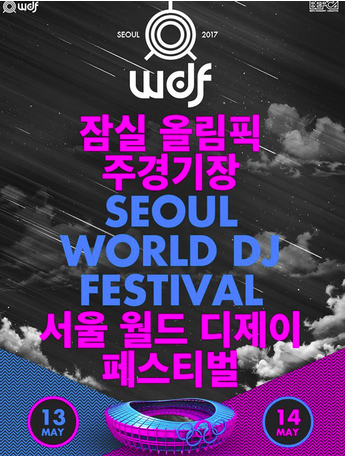 wdf
SEOUL 2017
wdf
잠실 올림픽
주경기장
SEOUL
WORLD DJ
FESTIVAL
서울 월드 디제이
페스티벌
13
MAY
14
MAY